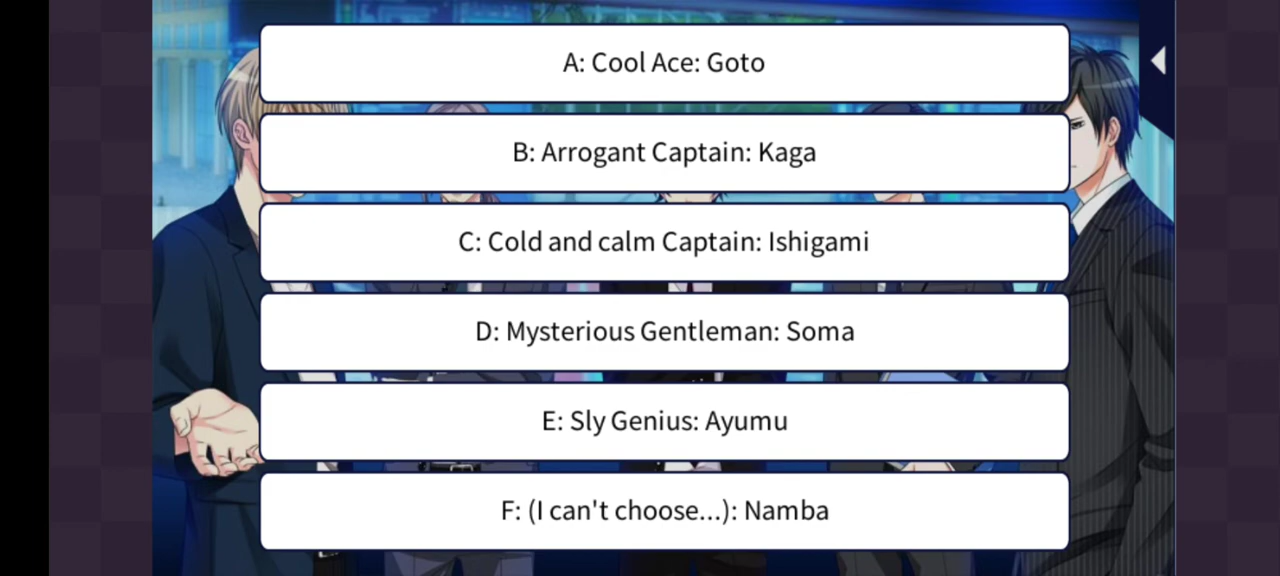 A: Cool Ace: Goto
B: Arrogant Captain: Kaga
C: Cold and calm Captain: Ishigami
D: Mysterious Gentleman: Soma
E: Sly Genius: Ayumu
F: (I can't choose...): Namba